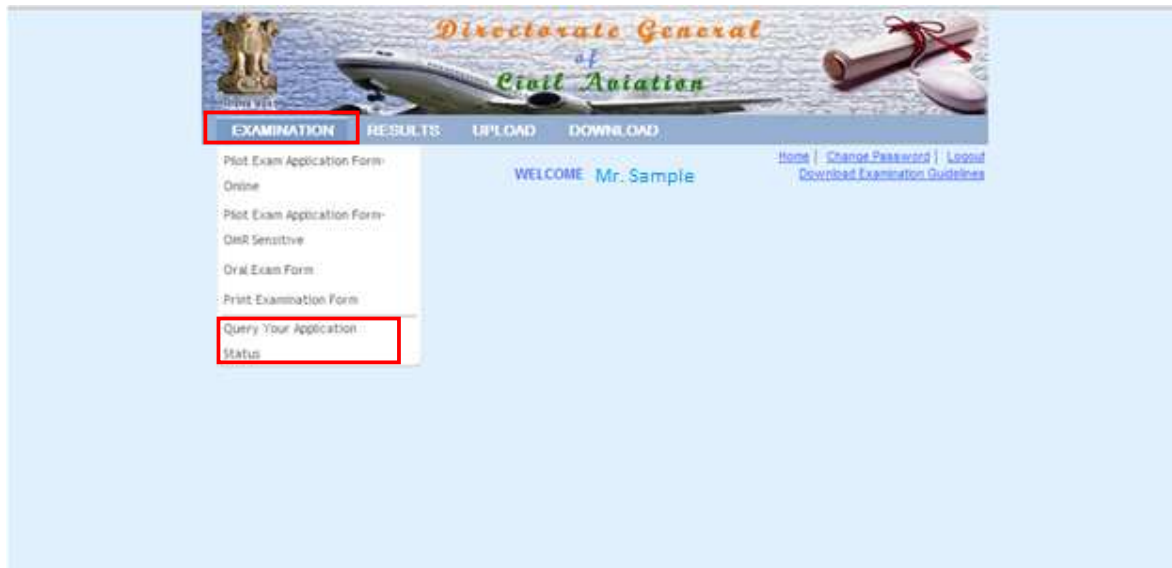 Directorate General
of
Civil Aviation
EXAMINATION RESULTS UPLOAD DOWNLOAD
Home | Change Password | Logout
Download Examination Guidelines
WELCOME Mr. Sample
Pilot Exam Application Form-
Online
Pilot Exam Application Form-
OMR Sensitive
Oral Exam Form
Print Examination Form
Query Your Application
Status